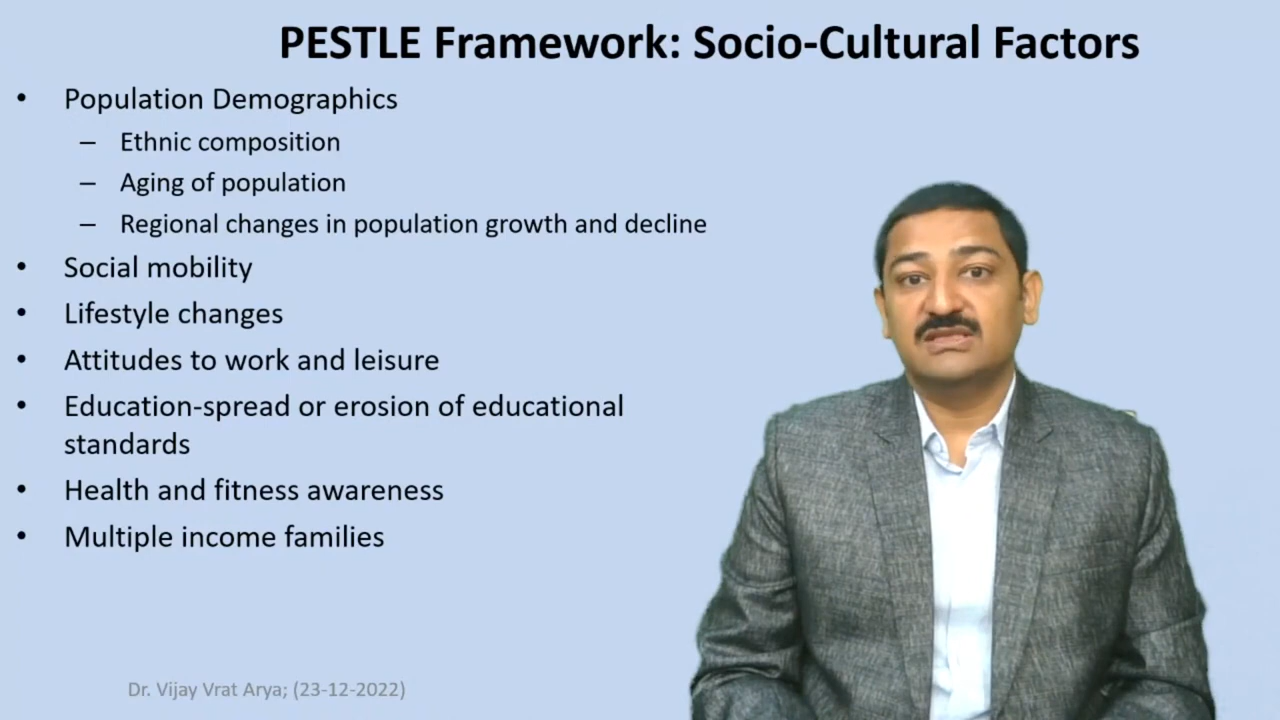 PESTLE Framework: Socio-Cultural Factors
• Population Demographics
– Ethnic composition
– Aging of population
– Regional changes in population growth and decline
• Social mobility
• Lifestyle changes
• Attitudes to work and leisure
• Education-spread or erosion of educational
standards
• Health and fitness awareness
• Multiple income families
Dr. Vijay Vrat Arya; (23-12-2022)